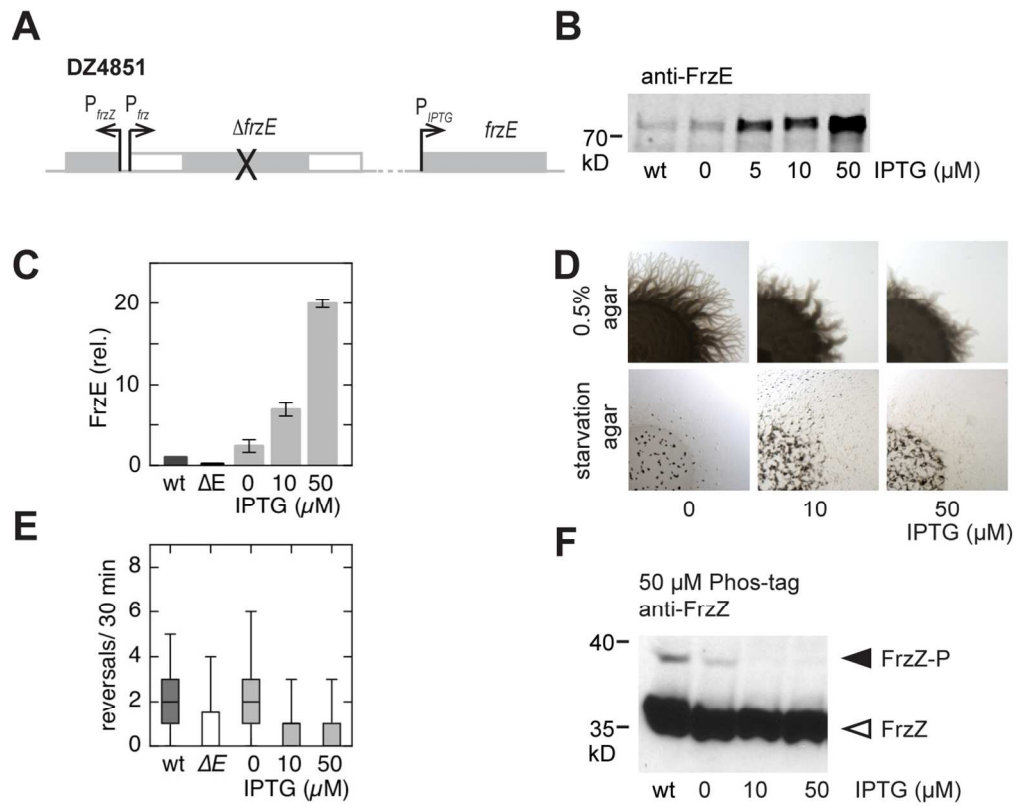 A
DZ4851
PfrzZ Pfrz
ΔfrzE
PIPTG
frzE
B
anti-FrzE
70
kD
wt 0 5 10 50 IPTG (µM)
C
FrzE (rel.)
20
10
0
wt ΔE 0 10 50
IPTG (µM)
D
0.5%
agar
starvation
agar
0 10 50
IPTG (µM)
E
reversals/ 30 min
8
6
4
2
0
wt ΔE 0 10 50
IPTG (µM)
F
50 µM Phos-tag
anti-FrzZ
40
FrzZ-P
35
FrzZ
kD
wt 0 10 50 IPTG (µM)